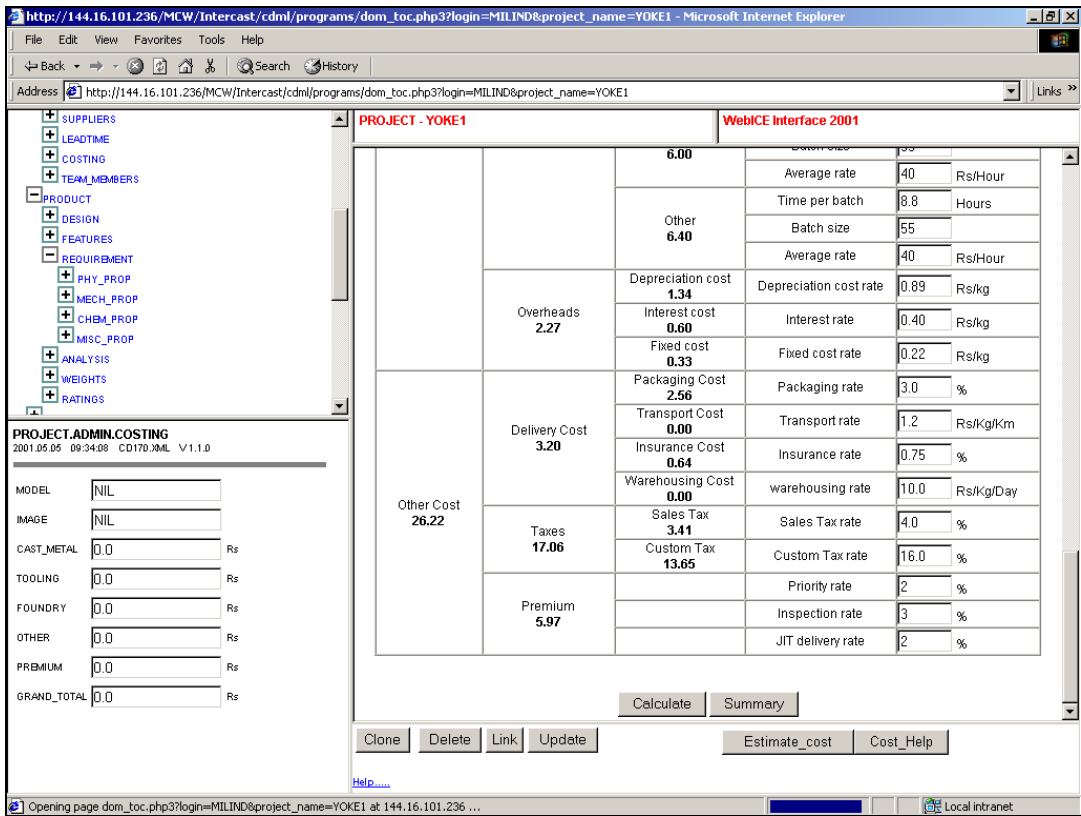 http://144.16.101.236/MCW/Intercast/cdml/programs/dom_toc.php3?login=MILIND&project_name=YOKE1 - Microsoft Internet Explorer
File Edit View Favorites Tools Help
Back Search History
Address http://144.16.101.236/MCW/Intercast/cdml/programs/dom_toc.php3?login=MILIND&project_name=YOKE1 Links »
SUPPLIERS
LEADTIME
COSTING
TEAM_MEMBERS
PRODUCT
DESIGN
FEATURES
REQUIREMENT
PHY_PROP
MECH_PROP
CHEM_PROP
MISC_PROP
ANALYSIS
WEIGHTS
RATINGS
PROJECT.ADMIN.COSTING
2001.05.05 09:34:08 CD170.XML V1.1.0
MODEL NIL
IMAGE NIL
CAST_METAL 0.0 Rs
TOOLING 0.0 Rs
FOUNDRY 0.0 Rs
OTHER 0.0 Rs
PREMIUM 0.0 Rs
GRAND_TOTAL 0.0 Rs
PROJECT - YOKE1 WebICE Interface 2001
6.00
Average rate 40 Rs/Hour
Other
6.40
Time per batch 8.8 Hours
Batch size 55
Average rate 40 Rs/Hour
Overheads
2.27
Depreciation cost
1.34
Depreciation cost rate 0.89 Rs/kg
Interest cost
0.60
Interest rate 0.40 Rs/kg
Fixed cost
0.33
Fixed cost rate 0.22 Rs/kg
Other Cost
26.22
Delivery Cost
3.20
Packaging Cost
2.56
Packaging rate 3.0 %
Transport Cost
0.00
Transport rate 1.2 Rs/Kg/Km
Insurance Cost
0.64
Insurance rate 0.75 %
Warehousing Cost
0.00
warehousing rate 10.0 Rs/Kg/Day
Taxes
17.06
Sales Tax
3.41
Sales Tax rate 4.0 %
Custom Tax
13.65
Custom Tax rate 16.0 %
Premium
5.97
Priority rate 2 %
Inspection rate 3 %
JIT delivery rate 2 %
Calculate Summary
Clone Delete Link Update Estimate_cost Cost_Help
Help.....
Opening page dom_toc.php3?login=MILIND&project_name=YOKE1 at 144.16.101.236 ... Local intranet